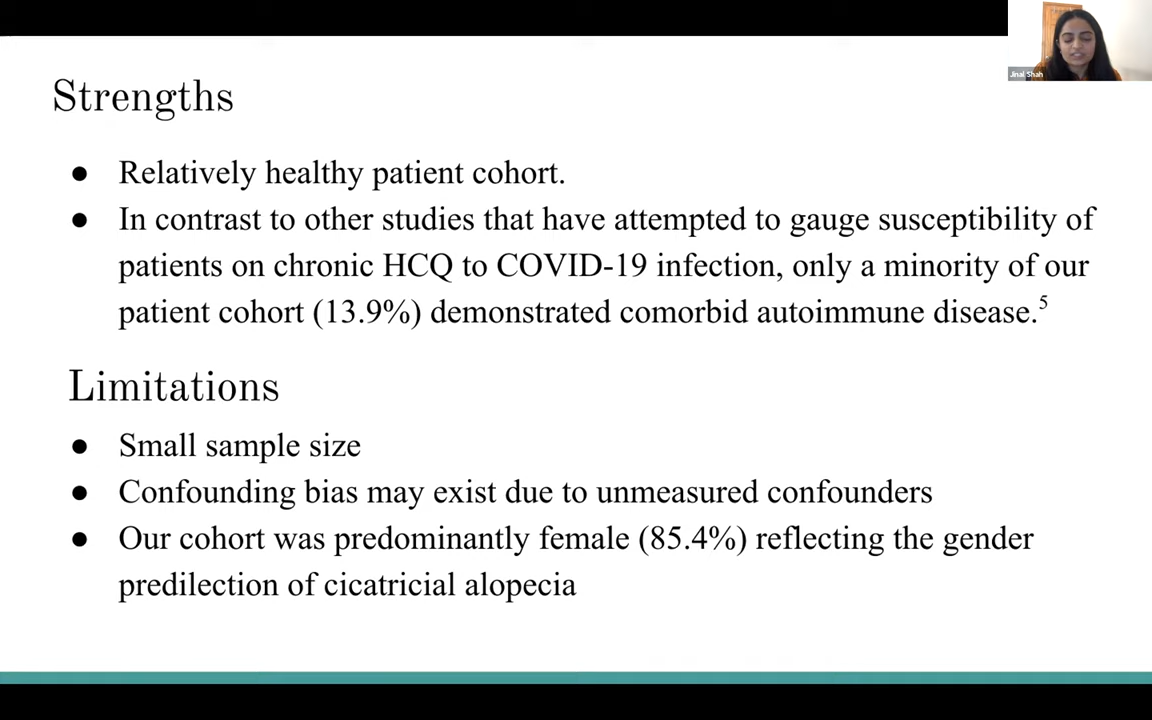 Jinal Shah
Strengths
● Relatively healthy patient cohort.
● In contrast to other studies that have attempted to gauge susceptibility of
patients on chronic HCQ to COVID-19 infection, only a minority of our
patient cohort (13.9%) demonstrated comorbid autoimmune disease.⁵
Limitations
● Small sample size
● Confounding bias may exist due to unmeasured confounders
● Our cohort was predominantly female (85.4%) reflecting the gender
predilection of cicatricial alopecia